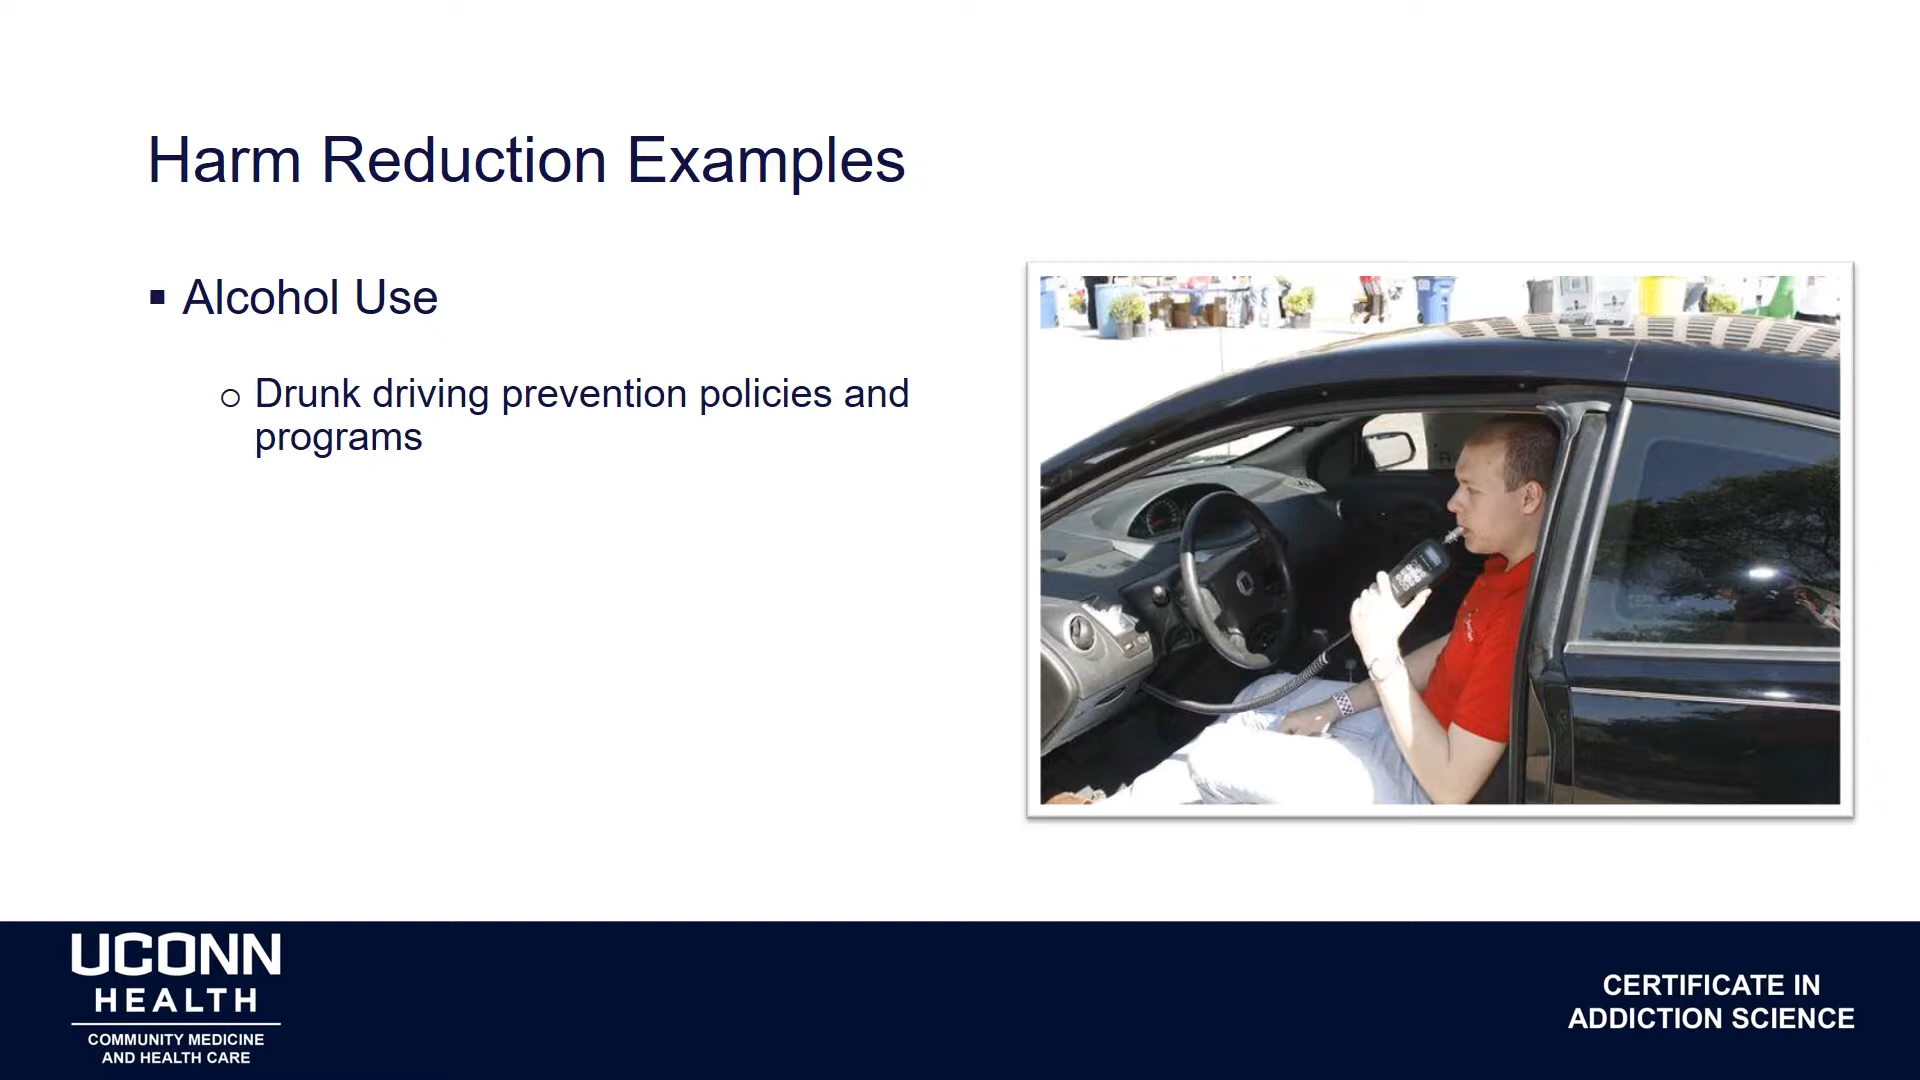 Harm Reduction Examples
▪ Alcohol Use
o Drunk driving prevention policies and
programs
UCONN
HEALTH
COMMUNITY MEDICINE
AND HEALTH CARE
CERTIFICATE IN
ADDICTION SCIENCE